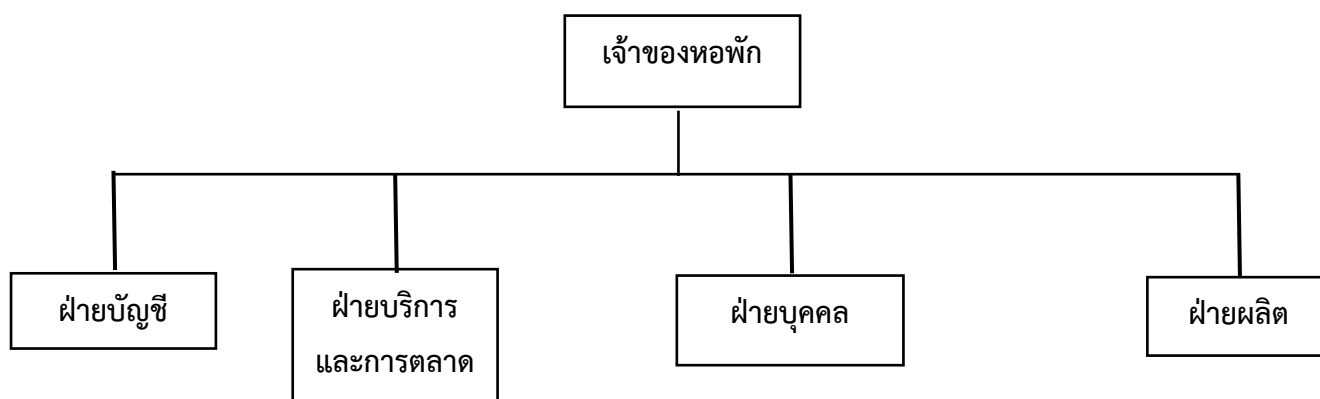 เจ้าของหอพัก
ฝ่ายบัญชี
ฝ่ายบริการ
และการตลาด
ฝ่ายบุคคล
ฝ่ายผลิต